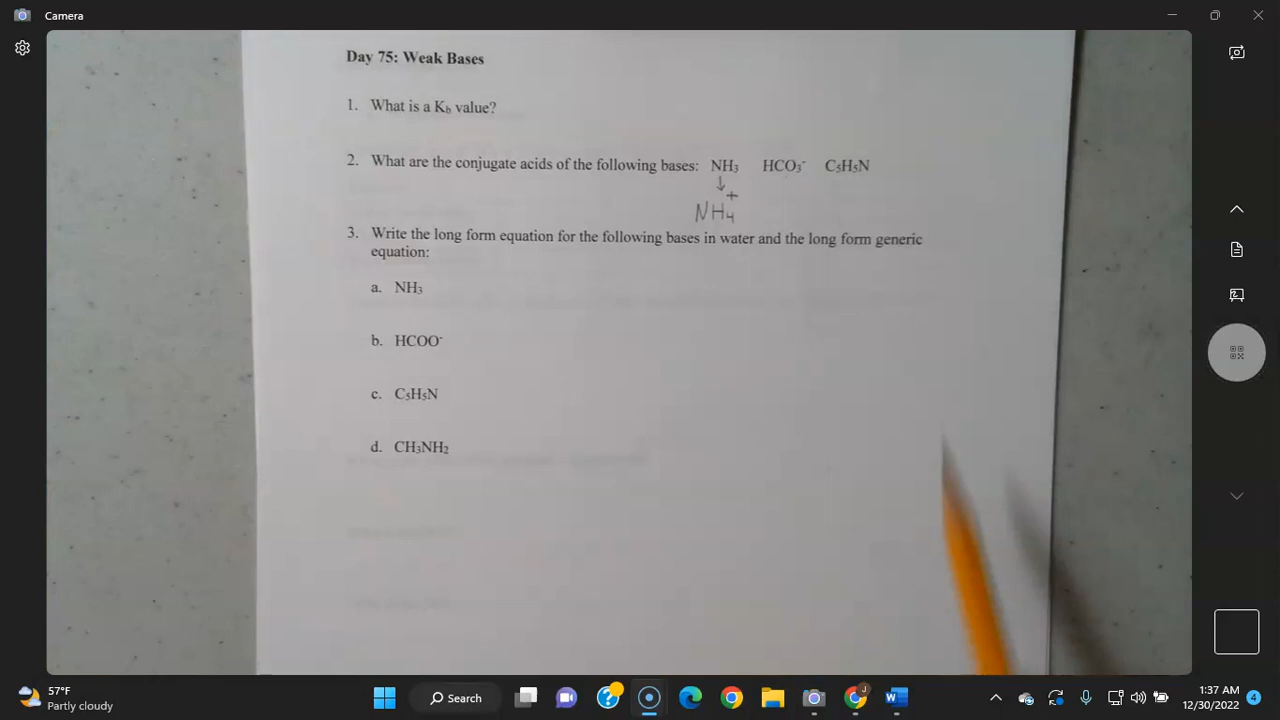 Camera
Day 75: Weak Bases
1. What is a Kb value?
2. What are the conjugate acids of the following bases: NH3 HCO3- C5H5N
↓
NH4+
3. Write the long form equation for the following bases in water and the long form generic
equation:
a. NH3
b. HCOO-
c. C5H5N
d. CH3NH2
57°F
Partly cloudy
Search
1:37 AM
12/30/2022
4